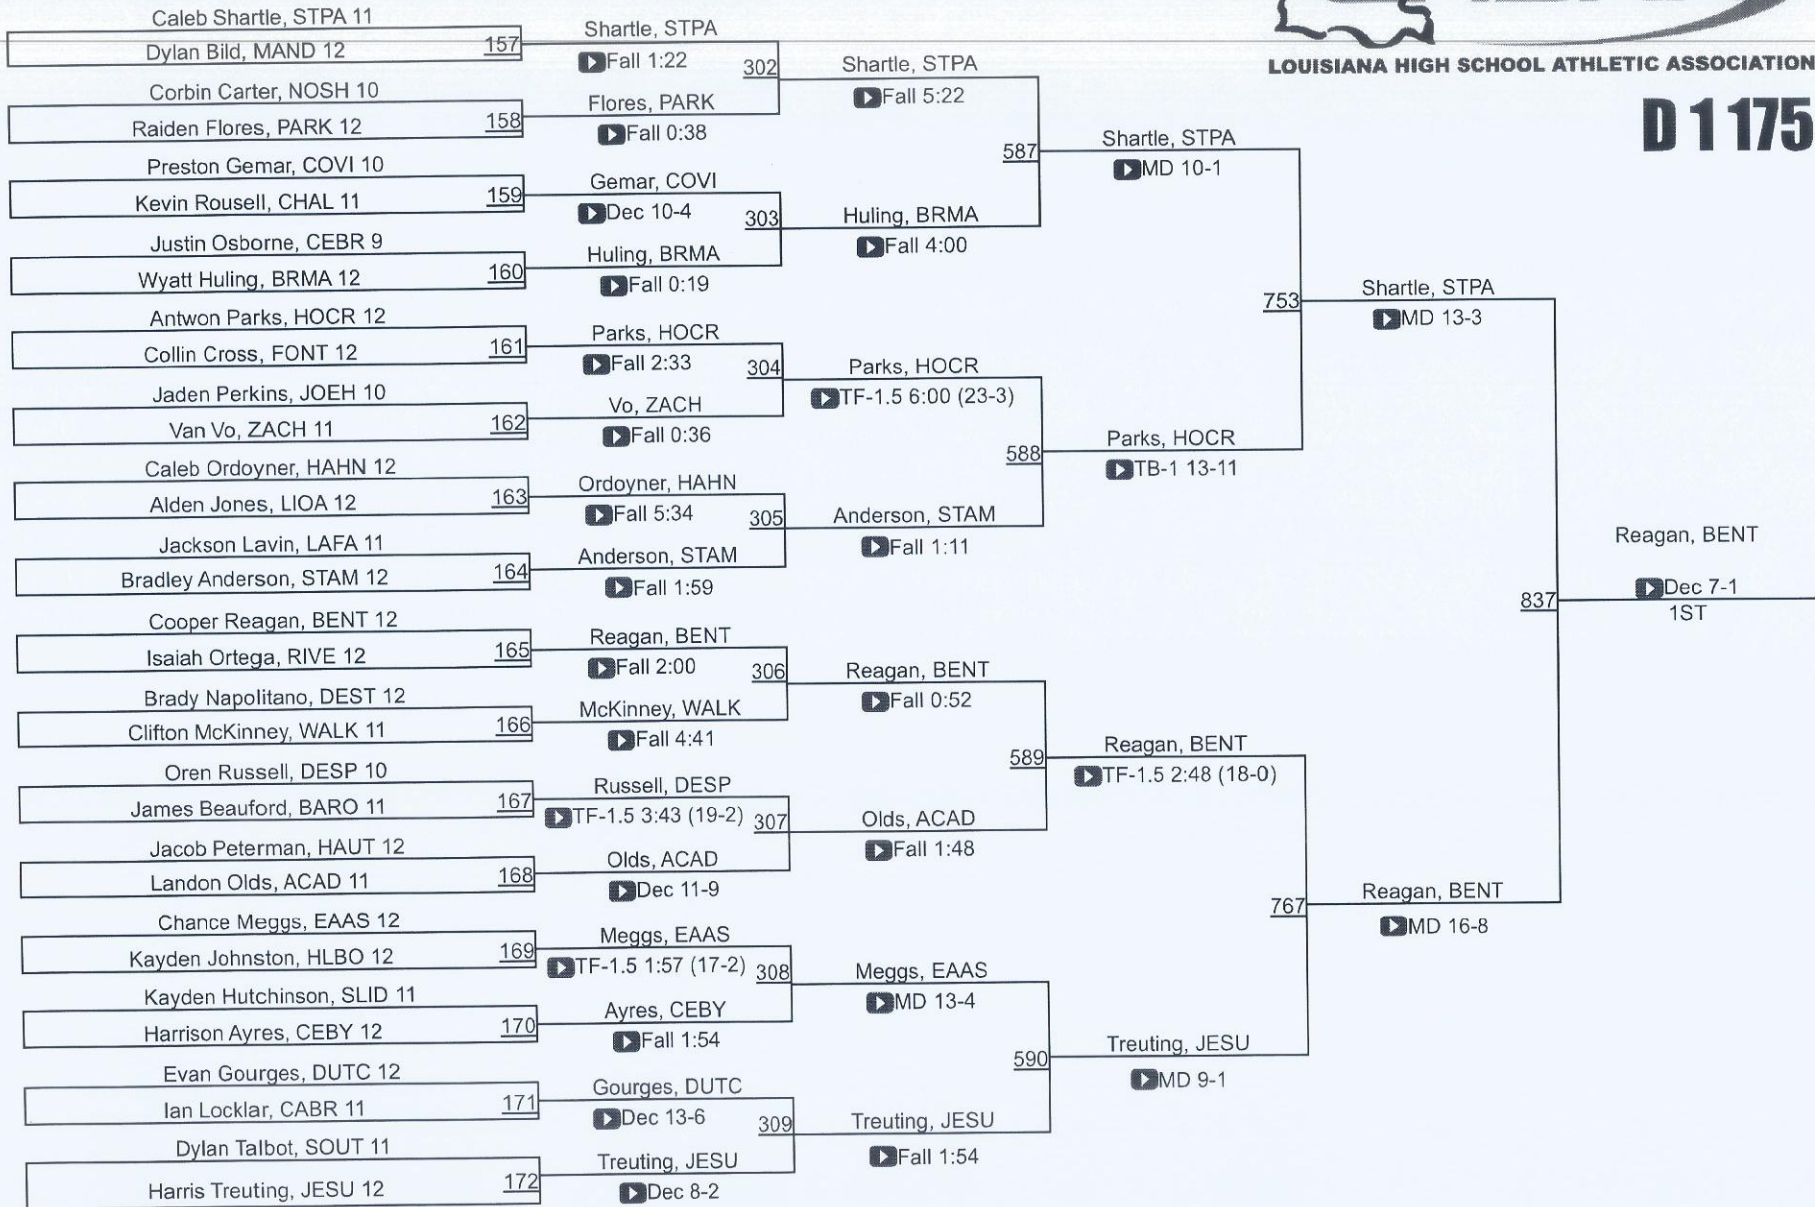 LOUISIANA HIGH SCHOOL ATHLETIC ASSOCIATION
D 1 175
Caleb Shartle, STPA 11
Dylan Bild, MAND 12
157
Corbin Carter, NOSH 10
Raiden Flores, PARK 12
158
Preston Gemar, COVI 10
Kevin Rousell, CHAL 11
159
Justin Osborne, CEBR 9
Wyatt Huling, BRMA 12
160
Antwon Parks, HOCR 12
Collin Cross, FONT 12
161
Jaden Perkins, JOEH 10
Van Vo, ZACH 11
162
Caleb Ordoyner, HAHN 12
Alden Jones, LIOA 12
163
Jackson Lavin, LAFA 11
Bradley Anderson, STAM 12
164
Cooper Reagan, BENT 12
Isaiah Ortega, RIVE 12
165
Brady Napolitano, DEST 12
Clifton McKinney, WALK 11
166
Oren Russell, DESP 10
James Beauford, BARO 11
167
Jacob Peterman, HAUT 12
Landon Olds, ACAD 11
168
Chance Meggs, EAAS 12
Kayden Johnston, HLBO 12
169
Kayden Hutchinson, SLID 11
Harrison Ayres, CEBY 12
170
Evan Gourges, DUTC 12
Ian Locklar, CABR 11
171
Dylan Talbot, SOUT 11
Harris Treuting, JESU 12
172
Shartle, STPA
Fall 1:22
302
Flores, PARK
Fall 0:38
Gemar, COVI
Dec 10-4
303
Huling, BRMA
Fall 0:19
Parks, HOCR
Fall 2:33
304
Vo, ZACH
Fall 0:36
Ordoyner, HAHN
Fall 5:34
305
Anderson, STAM
Fall 1:59
Reagan, BENT
Fall 2:00
306
McKinney, WALK
Fall 4:41
Russell, DESP
TF-1.5 3:43 (19-2)
307
Olds, ACAD
Dec 11-9
Meggs, EAAS
TF-1.5 1:57 (17-2)
308
Ayres, CEBY
Fall 1:54
Gourges, DUTC
Dec 13-6
309
Treuting, JESU
Dec 8-2
Shartle, STPA
Fall 5:22
587
Huling, BRMA
Fall 4:00
Parks, HOCR
TF-1.5 6:00 (23-3)
588
Anderson, STAM
Fall 1:11
Reagan, BENT
Fall 0:52
589
Olds, ACAD
Fall 1:48
Meggs, EAAS
MD 13-4
590
Treuting, JESU
Fall 1:54
Shartle, STPA
MD 10-1
753
Parks, HOCR
TB-1 13-11
Reagan, BENT
TF-1.5 2:48 (18-0)
767
Treuting, JESU
MD 9-1
Shartle, STPA
MD 13-3
837
Reagan, BENT
MD 16-8
Reagan, BENT
Dec 7-1
1ST